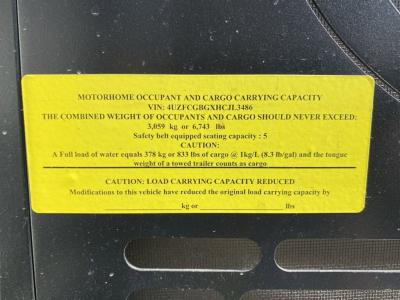 MOTORHOME OCCUPANT AND CARGO CARRYING CAPACITY
VIN: 4UZFCGBGXHCJL3486
THE COMBINED WEIGHT OF OCCUPANTS AND CARGO SHOULD NEVER EXCEED:
3,059 kg or 6,743 lbs
Safety belt equipped seating capacity : 5
CAUTION:
A Full load of water equals 378 kg or 833 lbs of cargo @ 1kg/L (8.3 lb/gal) and the tongue
weight of a towed trailer counts as cargo
CAUTION: LOAD CARRYING CAPACITY REDUCED
Modifications to this vehicle have reduced the original load carrying capacity by
kg or lbs